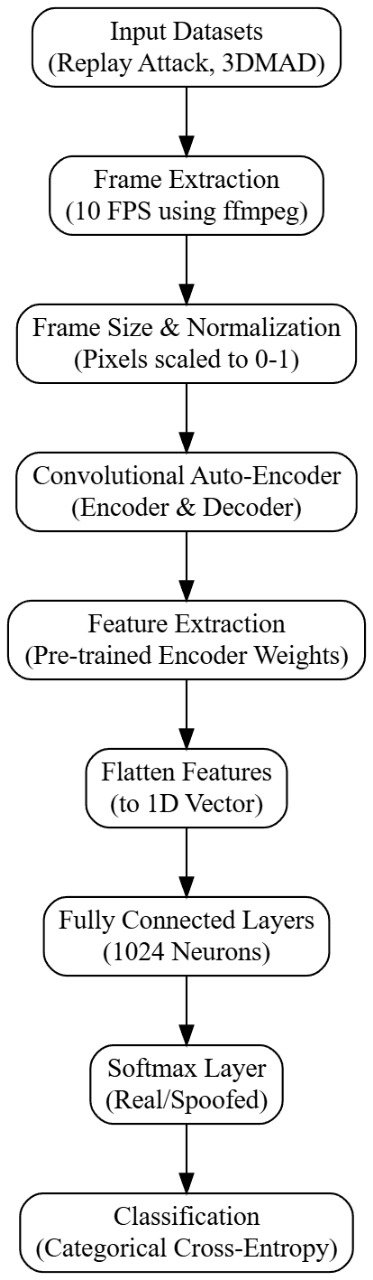 Input Datasets
(Replay Attack, 3DMAD)
Frame Extraction
(10 FPS using ffmpeg)
Frame Size & Normalization
(Pixels scaled to 0-1)
Convolutional Auto-Encoder
(Encoder & Decoder)
Feature Extraction
(Pre-trained Encoder Weights)
Flatten Features
(to 1D Vector)
Fully Connected Layers
(1024 Neurons)
Softmax Layer
(Real/Spoofed)
Classification
(Categorical Cross-Entropy)